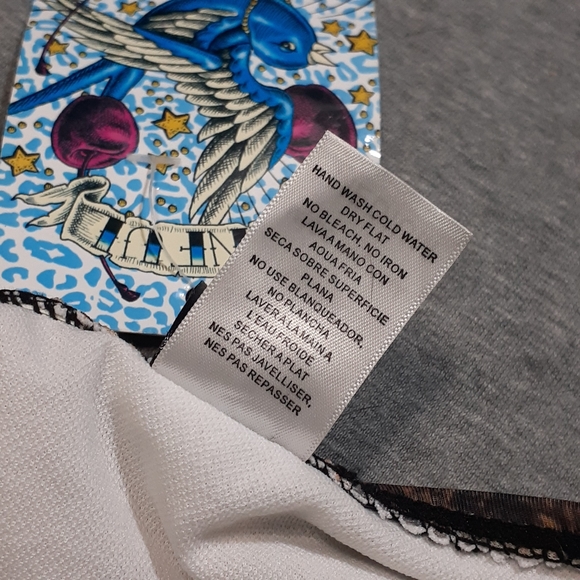 HAND WASH COLD WATER
DRY FLAT
NO BLEACH, NO IRON
LAVA A MANO CON
AOUA FRIA
SECA SOBRE SUPERFICIE
PLANA
NO USE BLANQUEADOR,
NO PLANCHA
LAVER A LA MAIN A
L'EAU FROIDE
SECHER A PLAT
NES PAS JAVELLISER,
NES PAS REPASSER